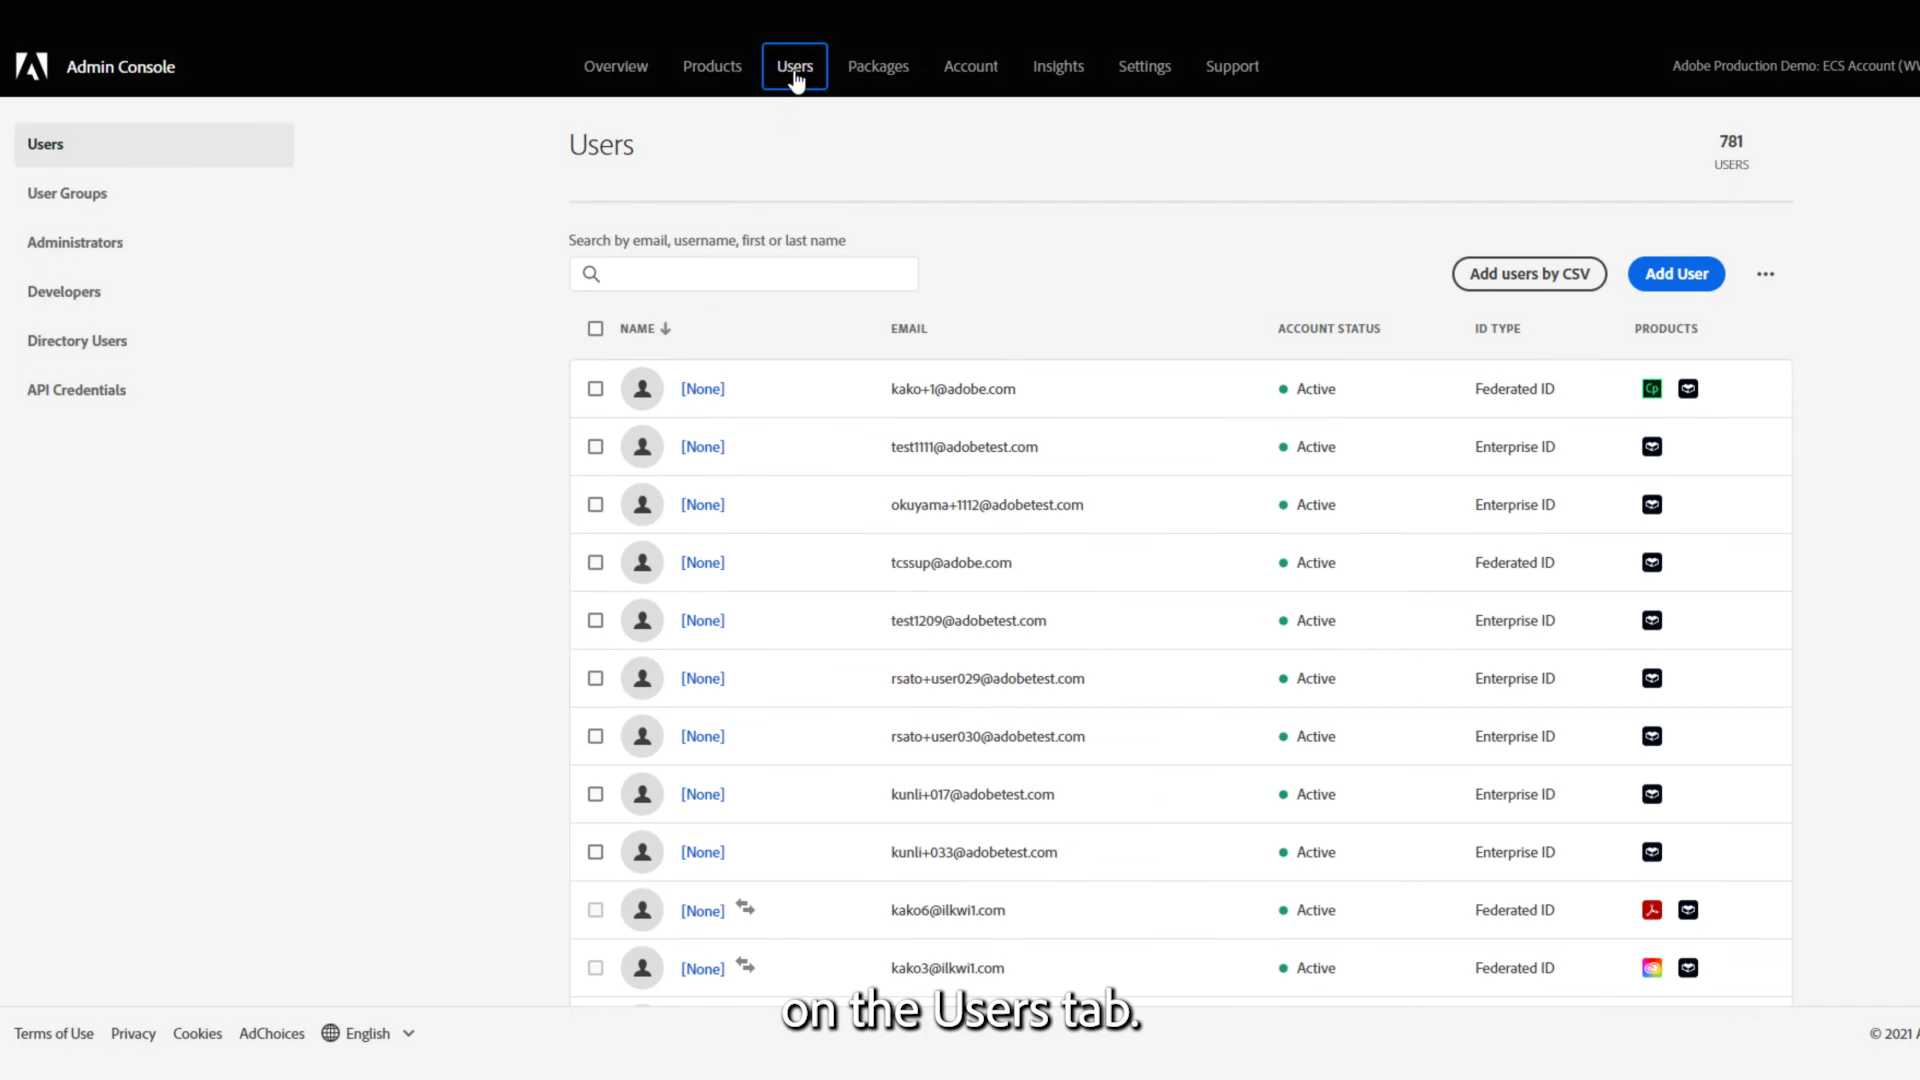 Admin Console
Overview Products Users Packages Account Insights Settings Support
Adobe Production Demo: ECS Account (WW
Users
User Groups
Administrators
Developers
Directory Users
API Credentials
Users
781
USERS
Search by email, username, first or last name
Add users by CSV Add User
NAME EMAIL ACCOUNT STATUS ID TYPE PRODUCTS
[None] kako+1@adobe.com Active Federated ID Cp
[None] test1111@adobetest.com Active Enterprise ID
[None] okuyama+1112@adobetest.com Active Enterprise ID
[None] tcssup@adobe.com Active Federated ID
[None] test1209@adobetest.com Active Enterprise ID
[None] rsato+user029@adobetest.com Active Enterprise ID
[None] rsato+user030@adobetest.com Active Enterprise ID
[None] kunli+017@adobetest.com Active Enterprise ID
[None] kunli+033@adobetest.com Active Enterprise ID
[None] kako6@ilkwi1.com Active Federated ID
[None] kako3@ilkwi1.com Active Federated ID
on the Users tab.
Terms of Use Privacy Cookies AdChoices English
© 2021 A